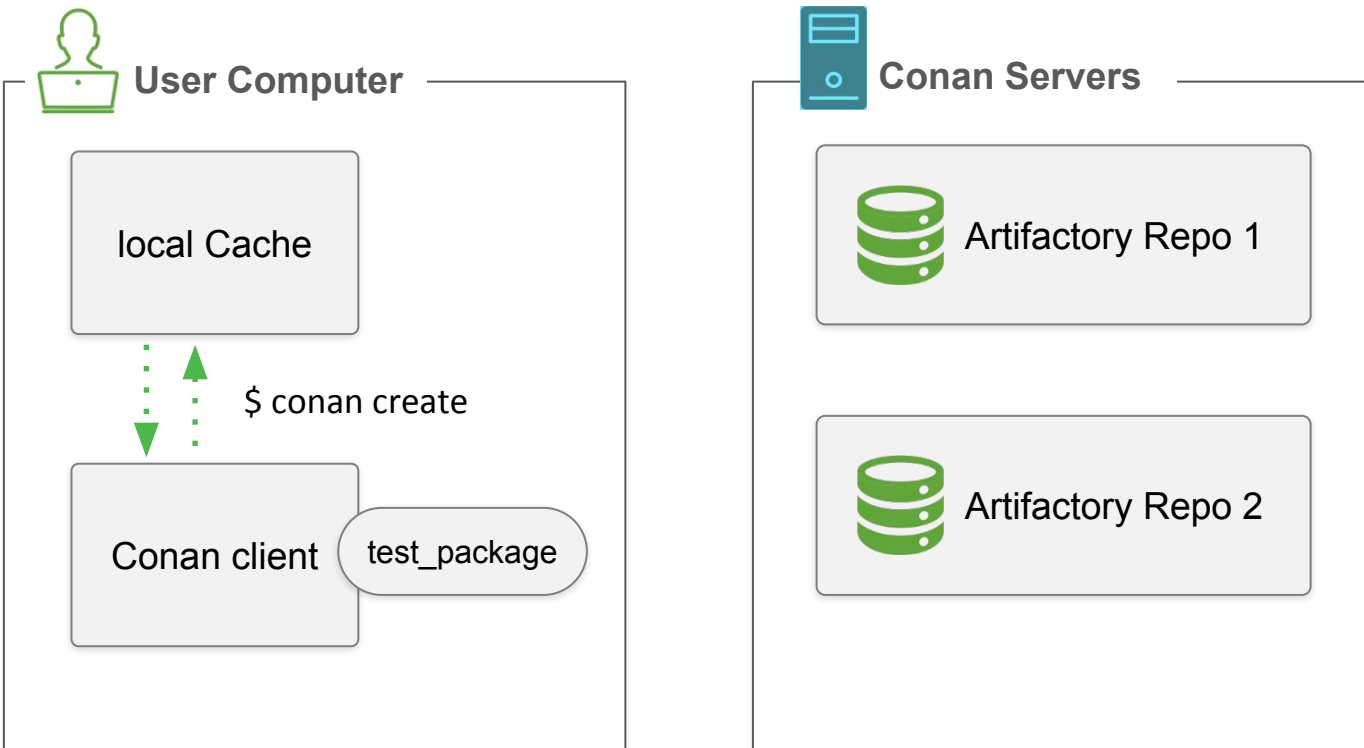 User Computer
local Cache
$ conan create
Conan client
test_package
Conan Servers
Artifactory Repo 1
Artifactory Repo 2